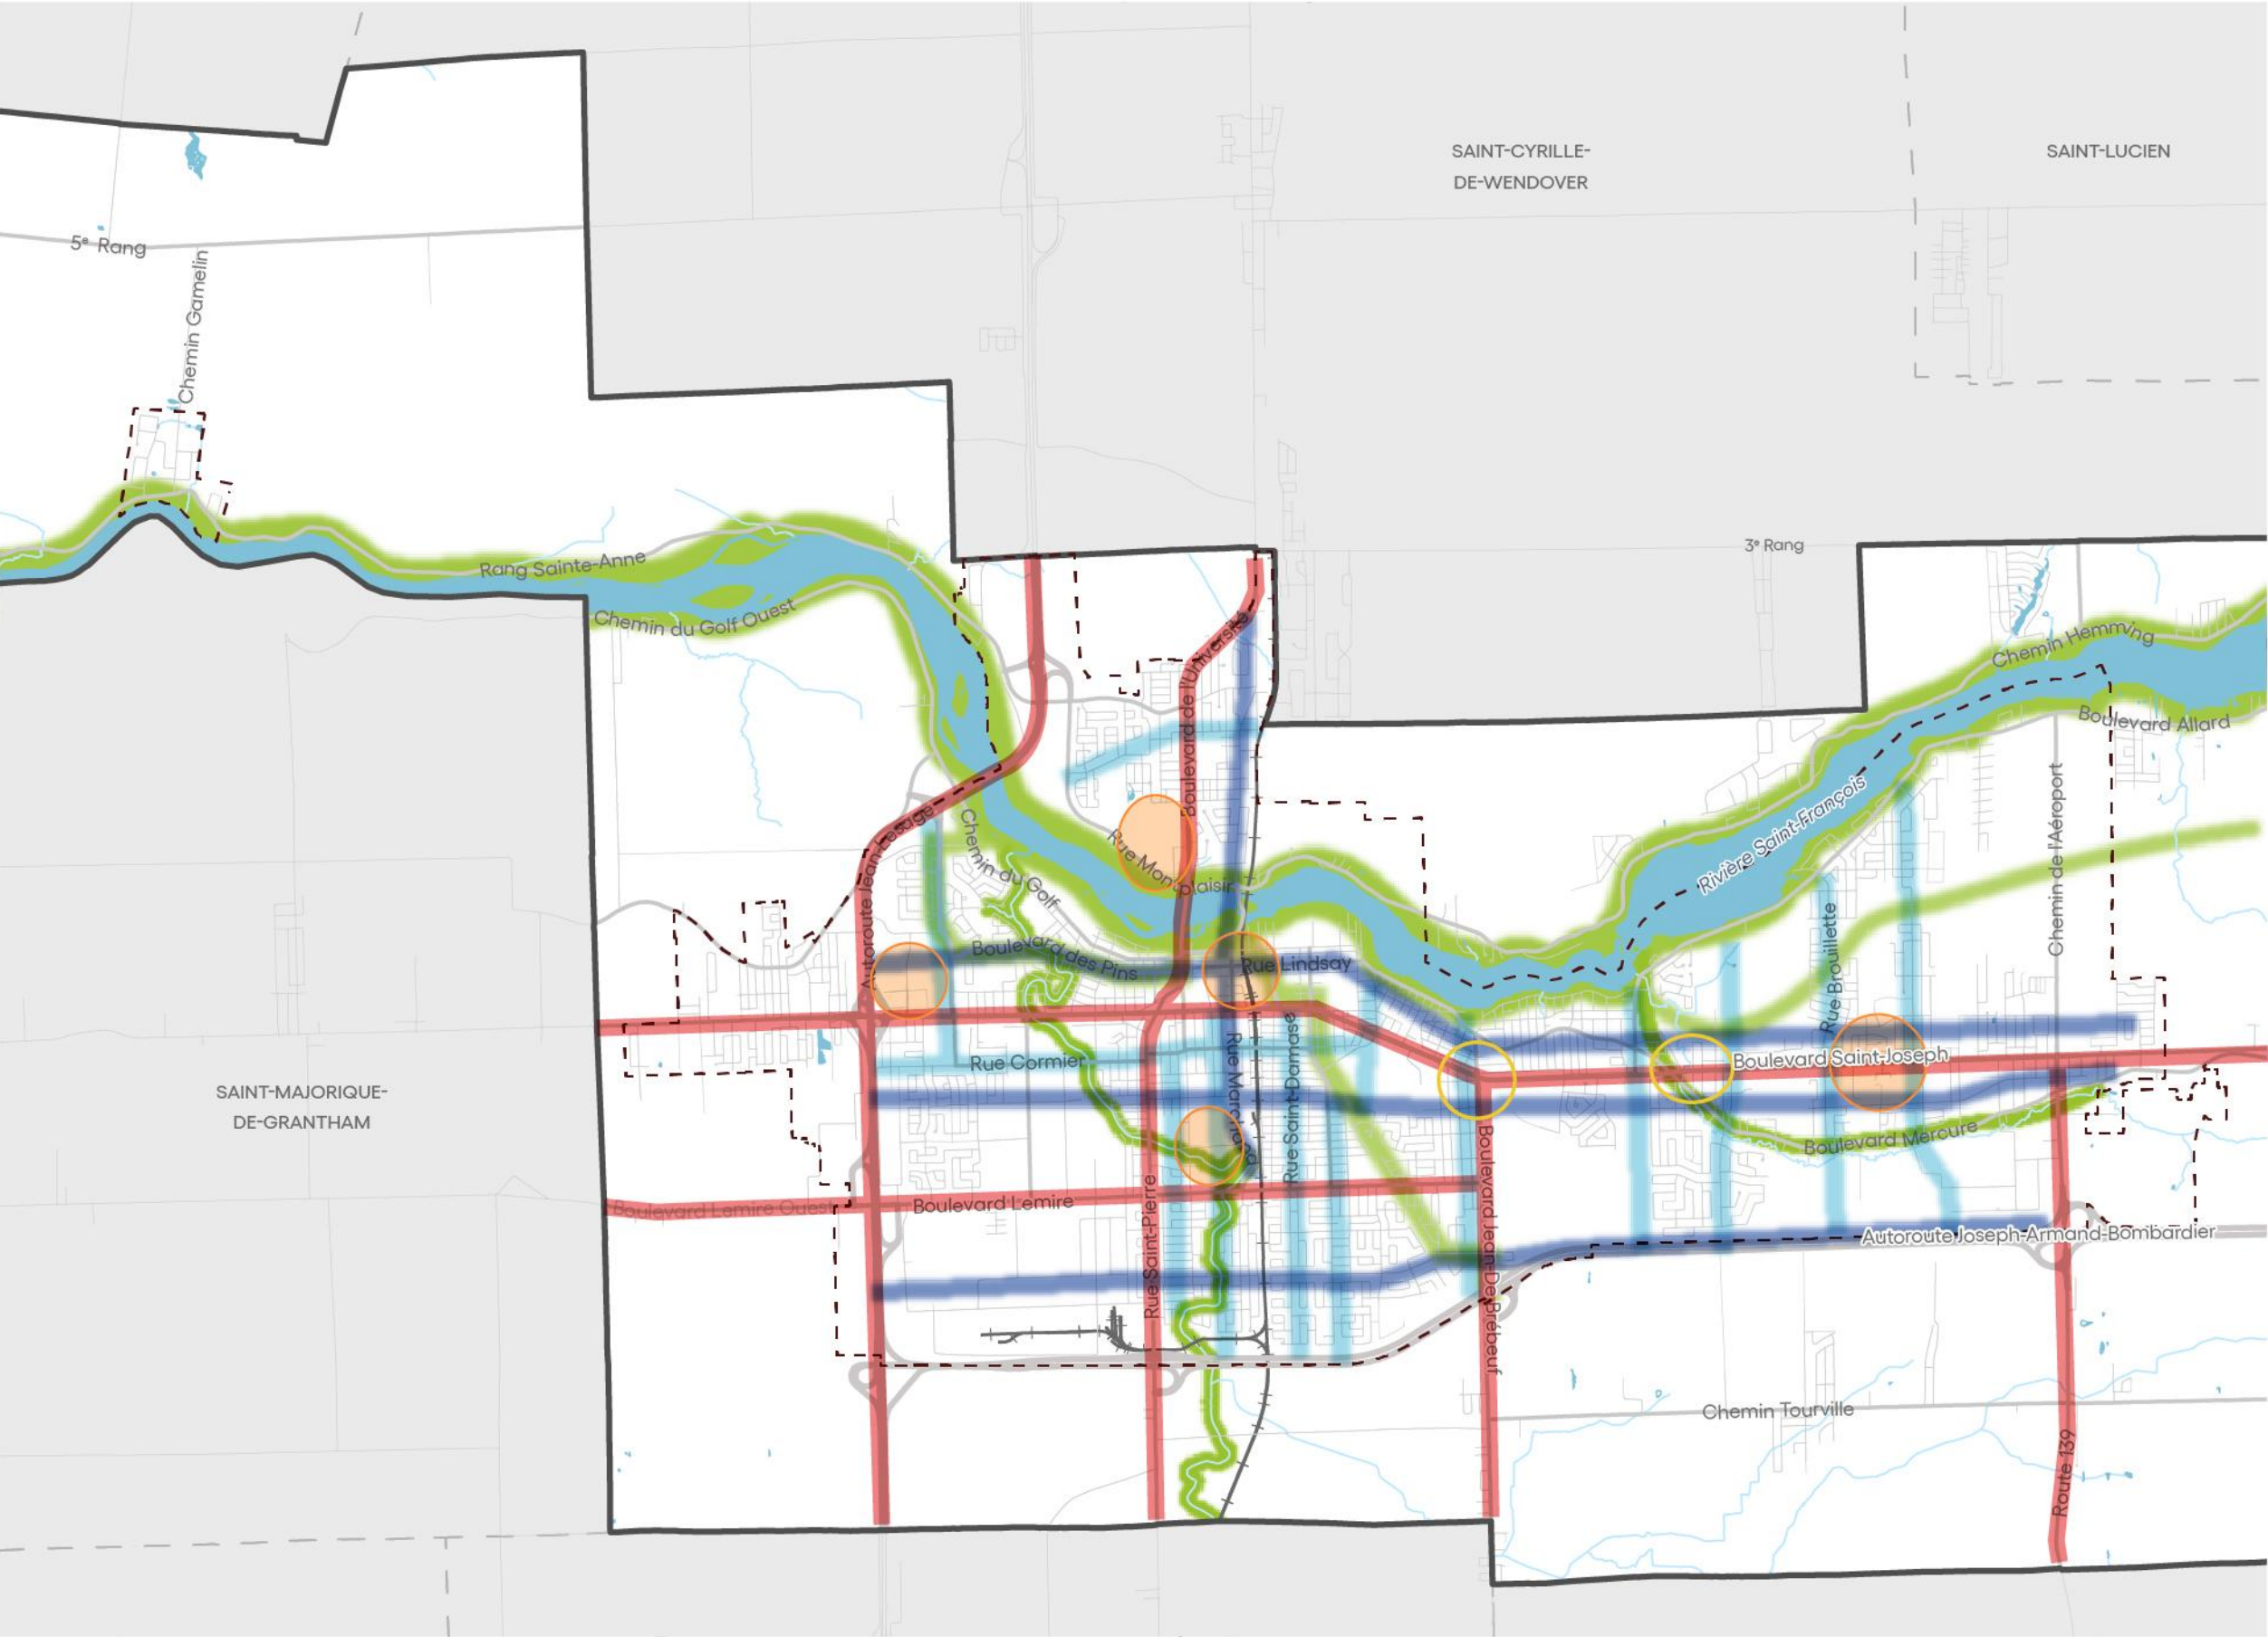 SAINT-CYRILLE-
DE-WENDOVER
SAINT-LUCIEN
5e Rang
Chemin Gamelin
3e Rang
Rang Sainte-Anne
Chemin du Golf Ouest
Boulevard de l'Université
Chemin Hemming
Boulevard Allard
Rivière Saint-François
Chemin de l'Aéroport
Autoroute Jean-Lesage
Chemin du Golf
Rue Montplaisir
Boulevard des Pins
Rue Lindsay
Rue Brouillette
Rue Cormier
Rue Marchand
Rue Saint-Damase
Boulevard Saint-Joseph
SAINT-MAJORIQUE-
DE-GRANTHAM
Boulevard Mercure
Boulevard Lemire Ouest
Boulevard Lemire
Rue Saint-Pierre
Boulevard Jean-De Brébeuf
Autoroute Joseph-Armand-Bombardier
Chemin Tourville
Route 139